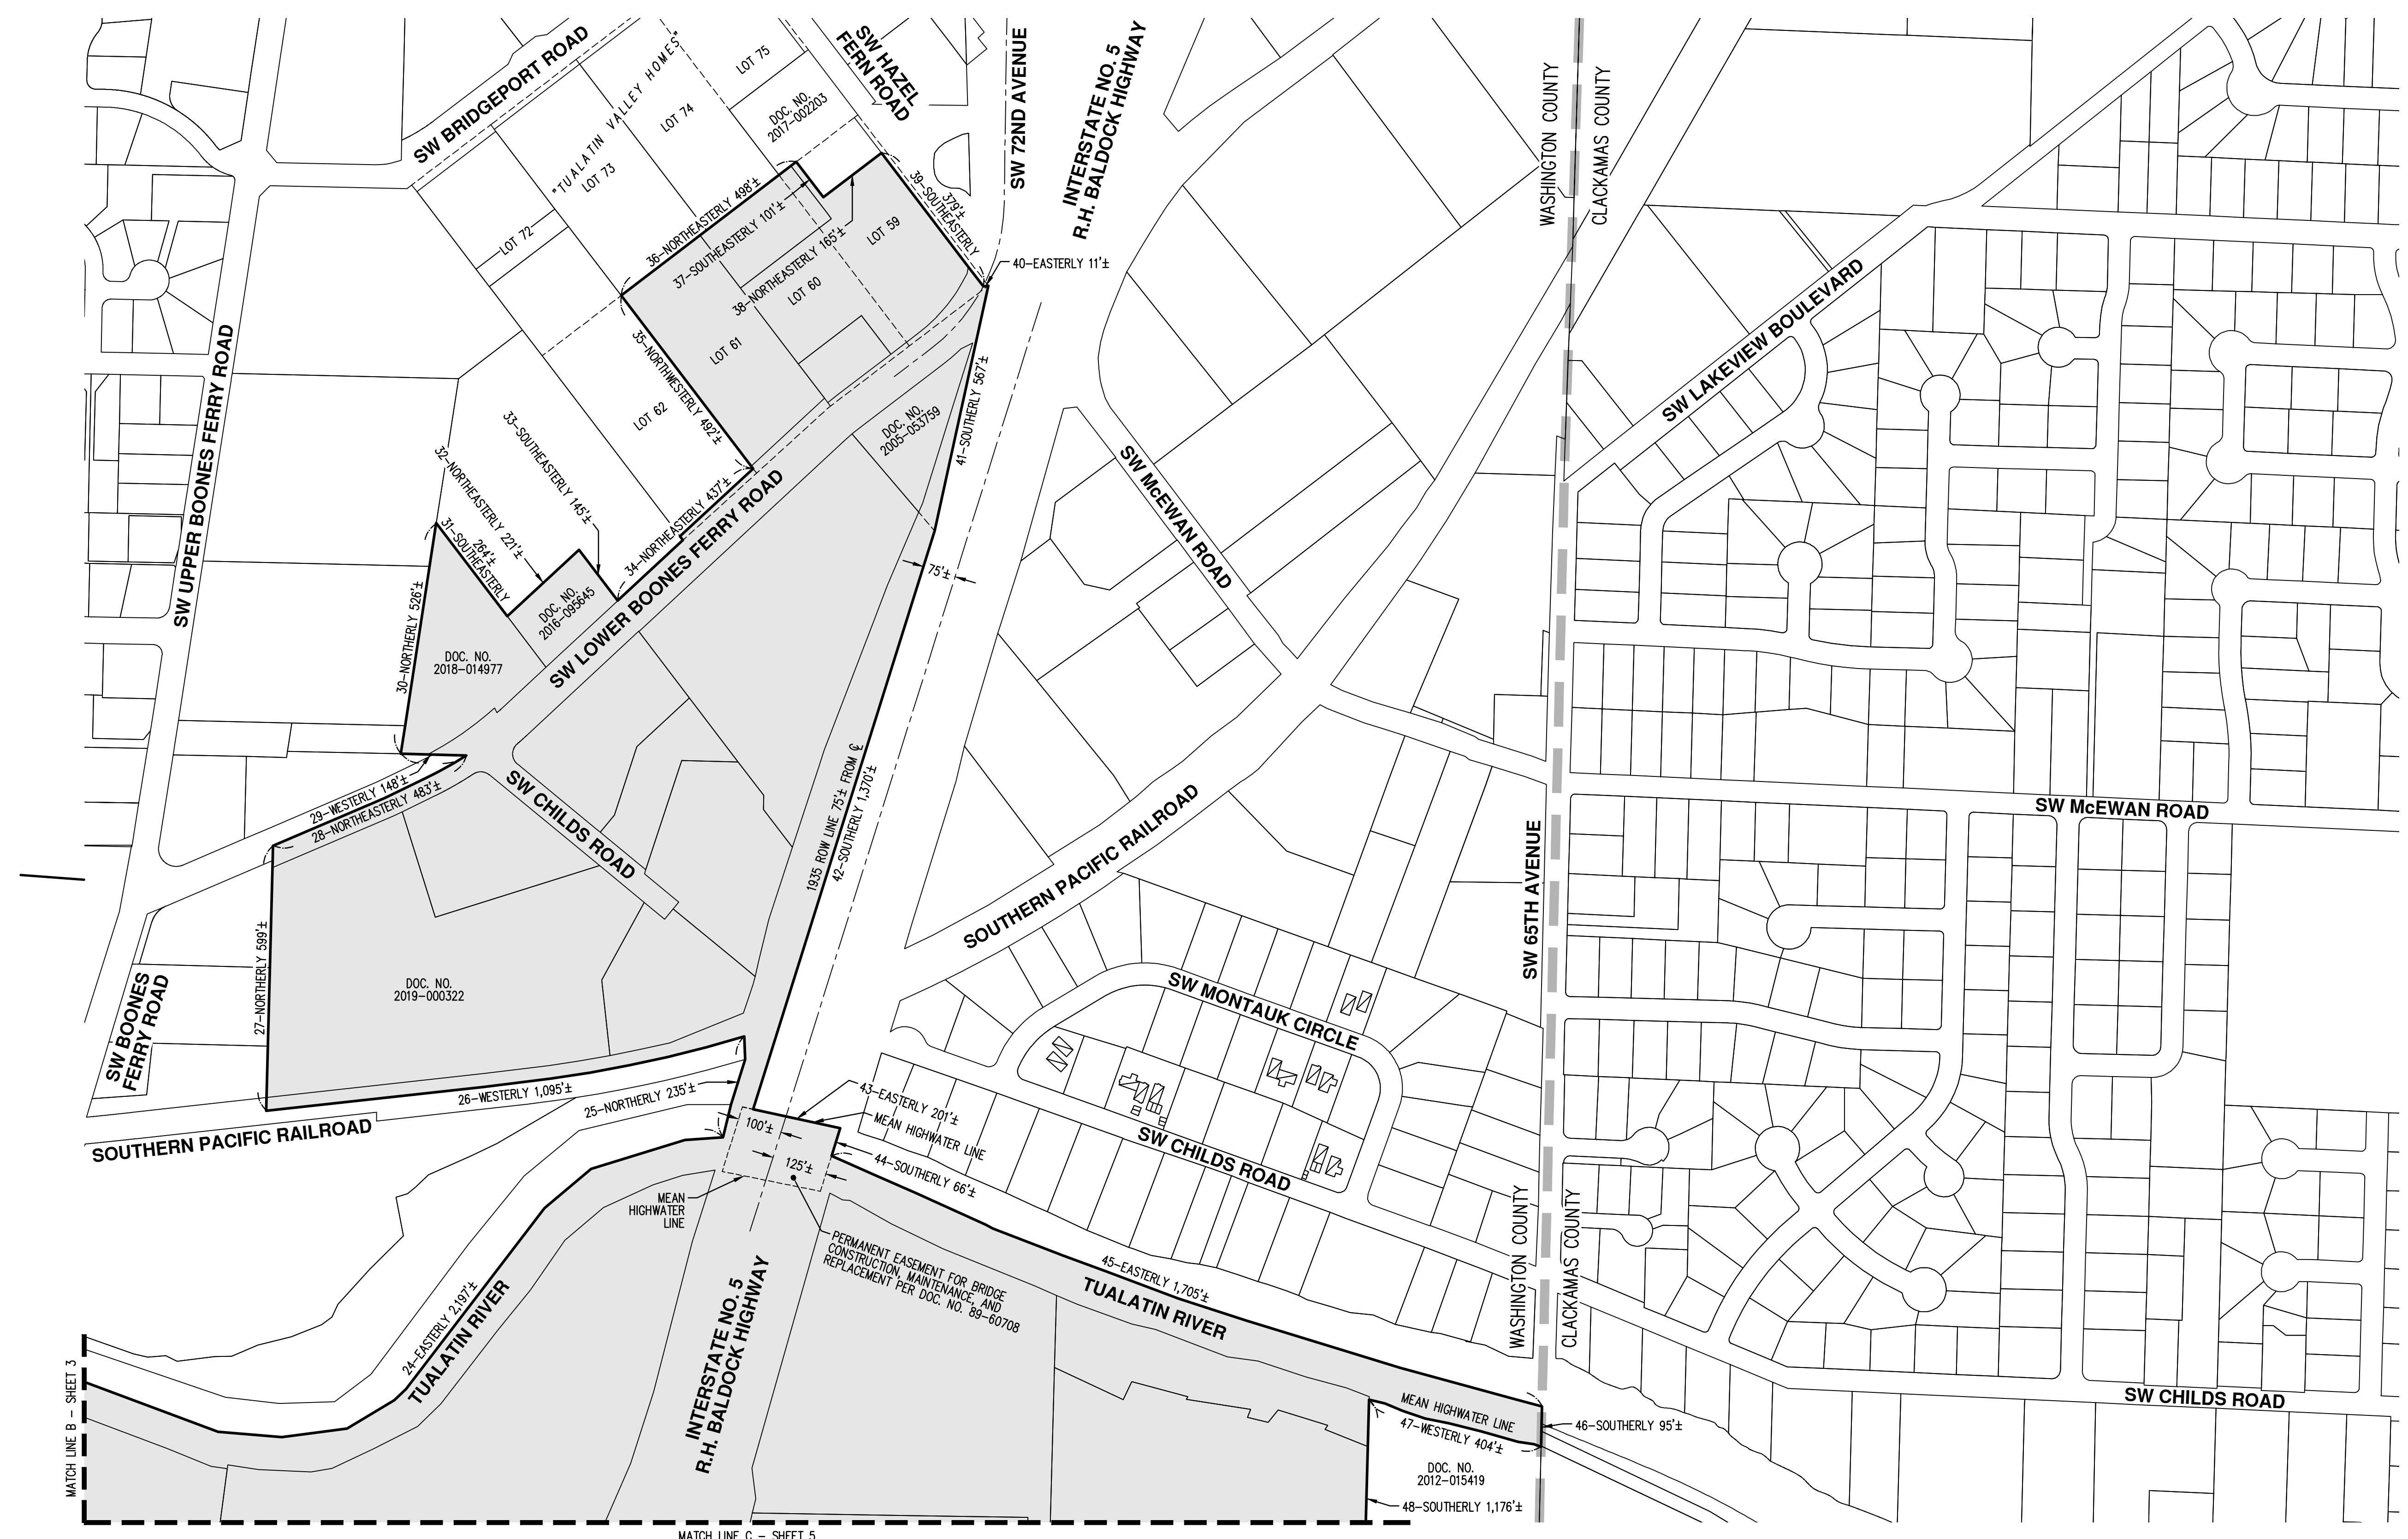 SW BRIDGEPORT ROAD
"TUALATIN VALLEY HOMES"
LOT 75
LOT 74
LOT 73
LOT 72
DOC. NO.
2017-002203
SW HAZEL
FERN ROAD
SW 72ND AVENUE
INTERSTATE NO. 5
R.H. BALDOCK HIGHWAY
WASHINGTON COUNTY
CLACKAMAS COUNTY
36-NORTHEASTERLY 498'±
37-SOUTHEASTERLY 101'±
38-NORTHEASTERLY 165'±
39-SOUTHEASTERLY
379'±
LOT 59
LOT 60
LOT 61
LOT 62
40-EASTERLY 11'±
35-NORTHWESTERLY 492'±
41-SOUTHERLY 567'±
DOC. NO.
2005-053759
SW UPPER BOONES FERRY ROAD
33-SOUTHEASTERLY 145'±
32-NORTHEASTERLY 221'±
31-SOUTHEASTERLY
264'±
34-NORTHEASTERLY 437'±
SW LOWER BOONES FERRY ROAD
DOC. NO.
2016-095645
30-NORTHERLY 526'±
DOC. NO.
2018-014977
75'±
SW McEWAN ROAD
SW LAKEVIEW BOULEVARD
29-WESTERLY 148'±
28-NORTHEASTERLY 483'±
SW CHILDS ROAD
1935 ROW LINE 75'± FROM ℄
42-SOUTHERLY 1,370'±
SOUTHERN PACIFIC RAILROAD
SW 65TH AVENUE
SW McEWAN ROAD
27-NORTHERLY 599'±
DOC. NO.
2019-000322
SW BOONES
FERRY ROAD
SW MONTAUK CIRCLE
26-WESTERLY 1,095'±
25-NORTHERLY 235'±
SOUTHERN PACIFIC RAILROAD
43-EASTERLY 201'±
MEAN HIGHWATER LINE
100'±
125'±
44-SOUTHERLY 66'±
SW CHILDS ROAD
MEAN
HIGHWATER
LINE
PERMANENT EASEMENT FOR BRIDGE
CONSTRUCTION, MAINTENANCE, AND
REPLACEMENT PER DOC. NO. 89-60708
WASHINGTON COUNTY
CLACKAMAS COUNTY
45-EASTERLY 1,705'±
TUALATIN RIVER
24-EASTERLY 2,197'±
TUALATIN RIVER
INTERSTATE NO. 5
R.H. BALDOCK HIGHWAY
MATCH LINE B - SHEET 3
MEAN HIGHWATER LINE
47-WESTERLY 404'±
46-SOUTHERLY 95'±
SW CHILDS ROAD
DOC. NO.
2012-015419
48-SOUTHERLY 1,176'±
MATCH LINE C - SHEET 5